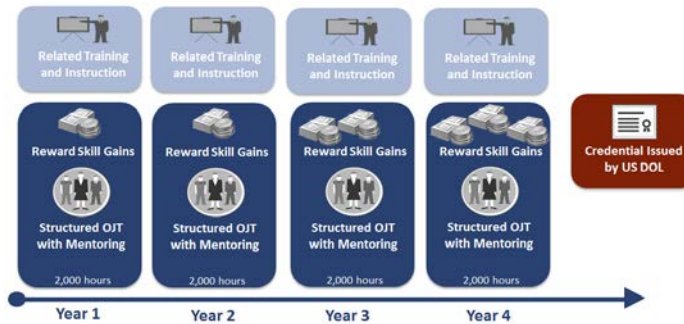 Related Training
and Instruction
Related Training
and Instruction
Related Training
and Instruction
Related Training
and Instruction
Reward Skill Gains
Reward Skill Gains
Reward Skill Gains
Reward Skill Gains
Credential Issued
by US DOL
Structured OJT
with Mentoring
Structured OJT
with Mentoring
Structured OJT
with Mentoring
Structured OJT
with Mentoring
2,000 hours
2,000 hours
2,000 hours
2,000 hours
Year 1
Year 2
Year 3
Year 4